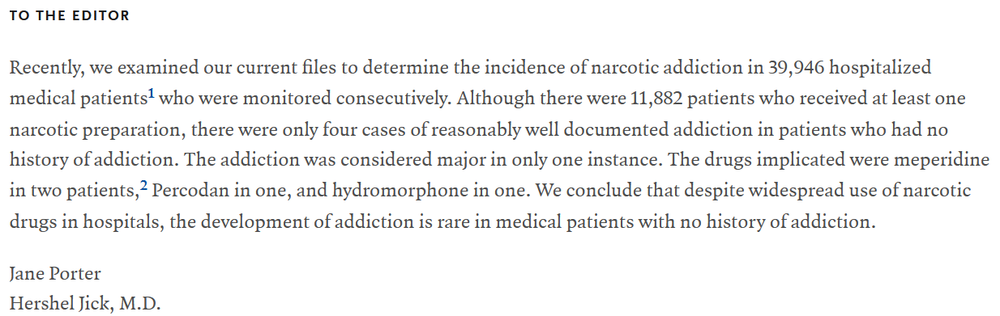 TO THE EDITOR
Recently, we examined our current files to determine the incidence of narcotic addiction in 39,946 hospitalized
medical patients1 who were monitored consecutively. Although there were 11,882 patients who received at least one
narcotic preparation, there were only four cases of reasonably well documented addiction in patients who had no
history of addiction. The addiction was considered major in only one instance. The drugs implicated were meperidine
in two patients,2 Percodan in one, and hydromorphone in one. We conclude that despite widespread use of narcotic
drugs in hospitals, the development of addiction is rare in medical patients with no history of addiction.
Jane Porter
Hershel Jick, M.D.